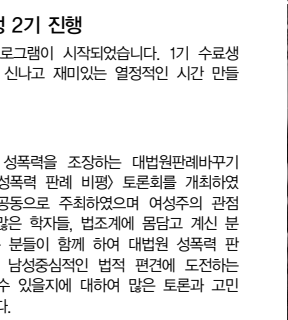 성 2기 진행
로그램이 시작되었습니다. 1기 수료생
신나고 재미있는 열정적인 시간 만들
성폭력을 조장하는 대법원판례바꾸기
성폭력 판례 비평〉 토론회를 개최하였
공동으로 주최하였으며 여성주의 관점
많은 학자들, 법조계에 몸담고 계신 분
분들이 함께 하여 대법원 성폭력 판
남성중심적인 법적 편견에 도전하는
수 있을지에 대하여 많은 토론과 고민
다.